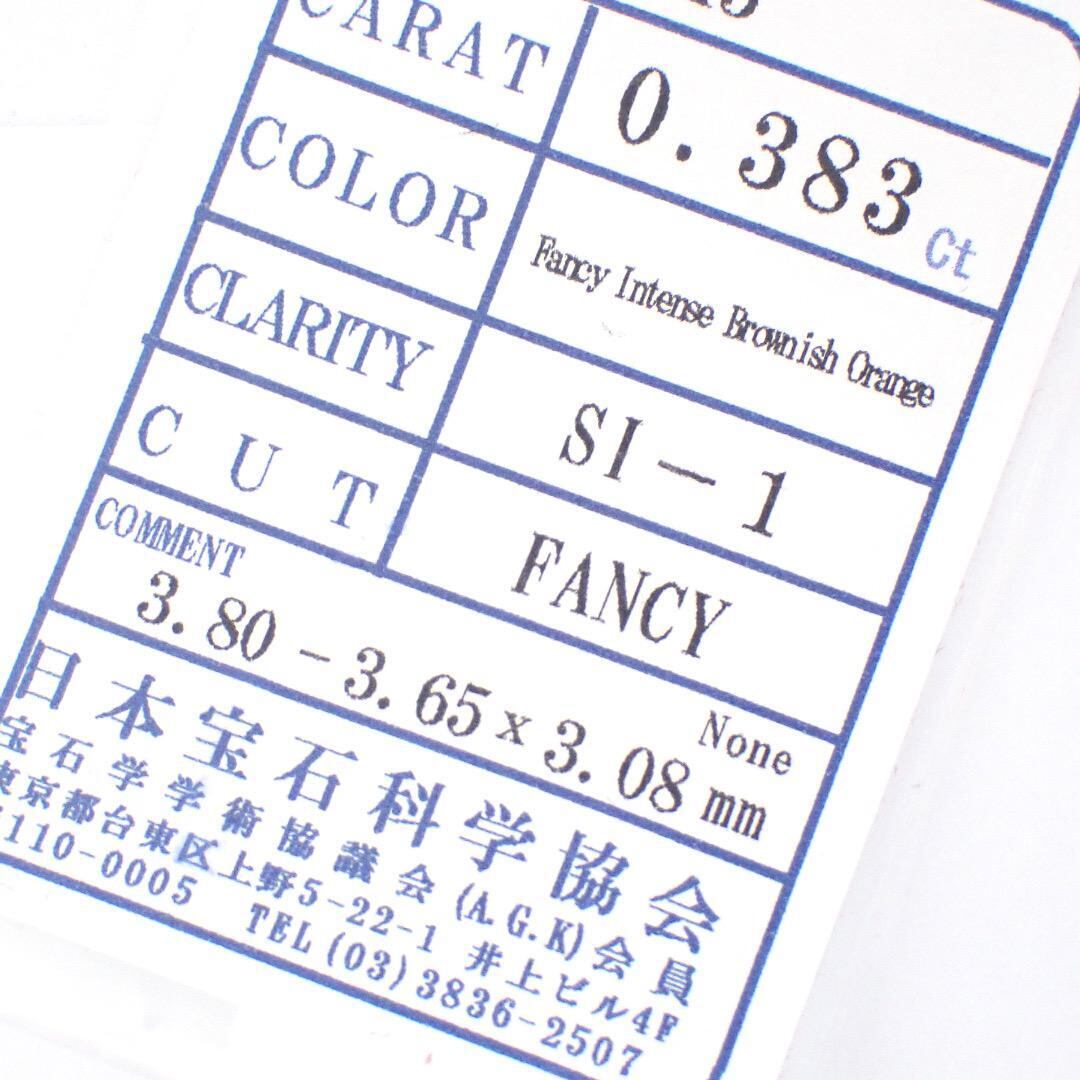 CARAT 0.383 Ct
COLOR Fancy Intense Brownish Orange
CLARITY SI-1
CUT FANCY
COMMENT
None
3.80-3.65x3.08 mm
日本宝石科学協会
宝石学学術協議会(A.G.K)会員
東京都台東区上野5-22-1 井上ビル4F
110-0005 TEL(03)3836-2507